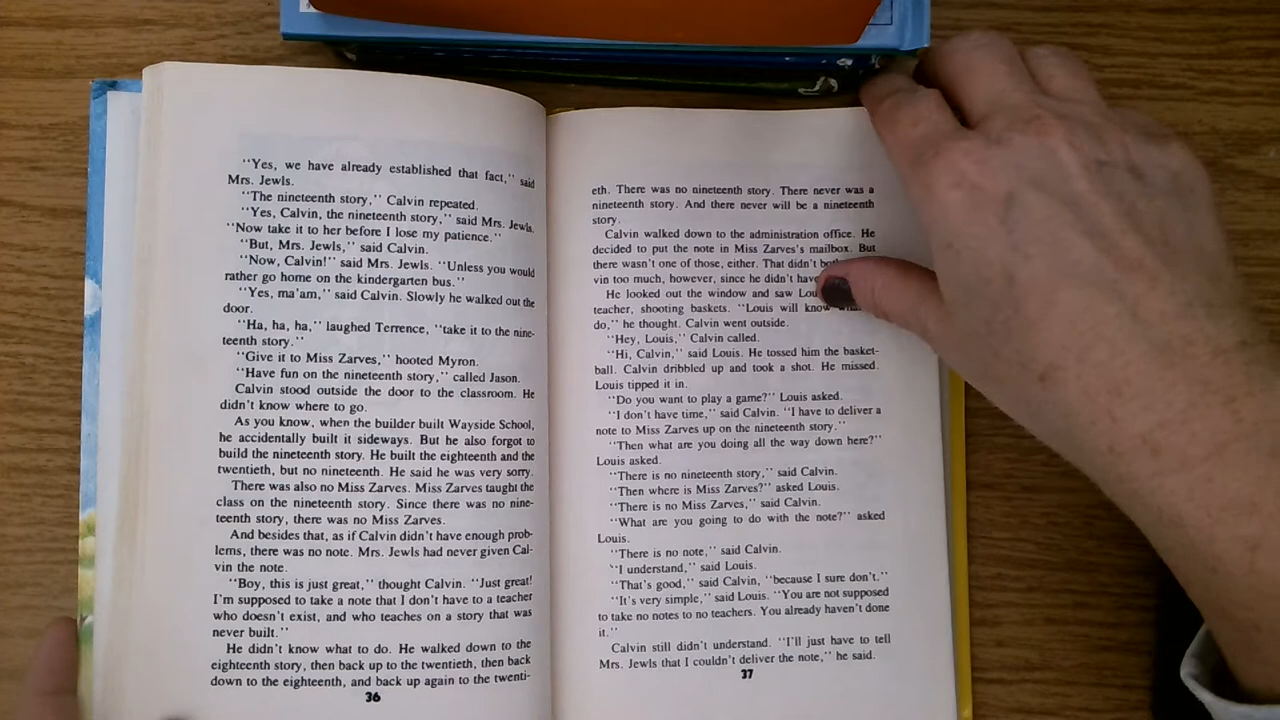 "Yes, we have already established that fact," said
Mrs. Jewls.
"The nineteenth story," Calvin repeated.
"Yes, Calvin, the nineteenth story," said Mrs. Jewls.
"Now take it to her before I lose my patience."
"But, Mrs. Jewls," said Calvin.
"Now, Calvin!" said Mrs. Jewls. "Unless you would
rather go home on the kindergarten bus."
"Yes, ma'am," said Calvin. Slowly he walked out the
door.
"Ha, ha, ha," laughed Terrence, "take it to the nine-
teenth story."
"Give it to Miss Zarves," hooted Myron.
"Have fun on the nineteenth story," called Jason.
Calvin stood outside the door to the classroom. He
didn't know where to go.
As you know, when the builder built Wayside School,
he accidentally built it sideways. But he also forgot to
build the nineteenth story. He built the eighteenth and the
twentieth, but no nineteenth. He said he was very sorry.
There was also no Miss Zarves. Miss Zarves taught the
class on the nineteenth story. Since there was no nine-
teenth story, there was no Miss Zarves.
And besides that, as if Calvin didn't have enough prob-
lems, there was no note. Mrs. Jewls had never given Cal-
vin the note.
"Boy, this is just great," thought Calvin. "Just great!
I'm supposed to take a note that I don't have to a teacher
who doesn't exist, and who teaches on a story that was
never built."
He didn't know what to do. He walked down to the
eighteenth story, then back up to the twentieth, then back
down to the eighteenth, and back up again to the twenti-
36
eth. There was no nineteenth story. There never was a
nineteenth story. And there never will be a nineteenth
story.
Calvin walked down to the administration office. He
decided to put the note in Miss Zarves's mailbox. But
there wasn't one of those, either. That didn't
vin too much, however, since he didn't have
He looked out the window and saw
teacher, shooting baskets. "Louis will know
do," he thought. Calvin went outside.
"Hey, Louis," Calvin called.
"Hi, Calvin," said Louis. He tossed him the basket-
ball. Calvin dribbled up and took a shot. He missed.
Louis tipped it in.
"Do you want to play a game?" Louis asked.
"I don't have time," said Calvin. "I have to deliver a
note to Miss Zarves up on the nineteenth story."
"Then what are you doing all the way down here?"
Louis asked.
"There is no nineteenth story," said Calvin.
"Then where is Miss Zarves?" asked Louis.
"There is no Miss Zarves," said Calvin.
"What are you going to do with the note?" asked
Louis.
"There is no note," said Calvin.
"I understand," said Louis.
"That's good," said Calvin, "because I sure don't."
"It's very simple," said Louis. "You are not supposed
to take no notes to no teachers. You already haven't done
it."
Calvin still didn't understand. "I'll just have to tell
Mrs. Jewls that I couldn't deliver the note," he said.
37